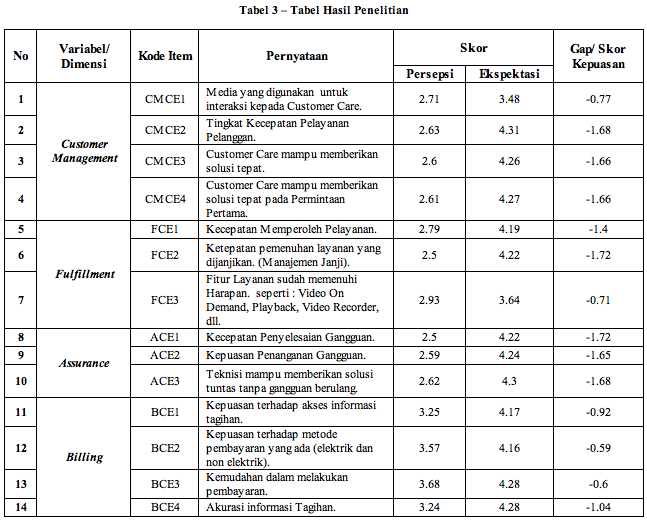 Tabel 3 – Tabel Hasil Penelitian
No Variabel/ Dimensi Kode Item Pernyataan Skor Gap/ Skor Kepuasan
Persepsi Ekspektasi
Customer Management
1 CMCE1 Media yang digunakan untuk 2.71 3.48 -0.77
interaksi kepada Customer Care.
2 CMCE2 Tingkat Kecepatan Pelayanan 2.63 4.31 -1.68
Pelanggan.
3 CMCE3 Customer Care mampu memberikan 2.6 4.26 -1.66
solusi tepat.
4 CMCE4 Customer Care mampu memberikan 2.61 4.27 -1.66
solusi tepat pada Permintaan
Pertama.
Fulfillment
5 FCE1 Kecepatan Memperoleh Pelayanan. 2.79 4.19 -1.4
6 FCE2 Ketepatan pemenuhan layanan yang 2.5 4.22 -1.72
dijanjikan. (Manajemen Janji).
7 FCE3 Fitur Layanan sudah memenuhi 2.93 3.64 -0.71
Harapan. seperti : Video On
Demand, Playback, Video Recorder,
dll.
Assurance
8 ACE1 Kecepatan Penyelesaian Gangguan. 2.5 4.22 -1.72
9 ACE2 Kepuasan Penanganan Gangguan. 2.59 4.24 -1.65
10 ACE3 Teknisi mampu memberikan solusi 2.62 4.3 -1.68
tuntas tanpa gangguan berulang.
Billing
11 BCE1 Kepuasan terhadap akses informasi 3.25 4.17 -0.92
tagihan.
12 BCE2 Kepuasan terhadap metode 3.57 4.16 -0.59
pembayaran yang ada (elektrik dan
non elektrik).
13 BCE3 Kemudahan dalam melakukan 3.68 4.28 -0.6
pembayaran.
14 BCE4 Akurasi informasi Tagihan. 3.24 4.28 -1.04